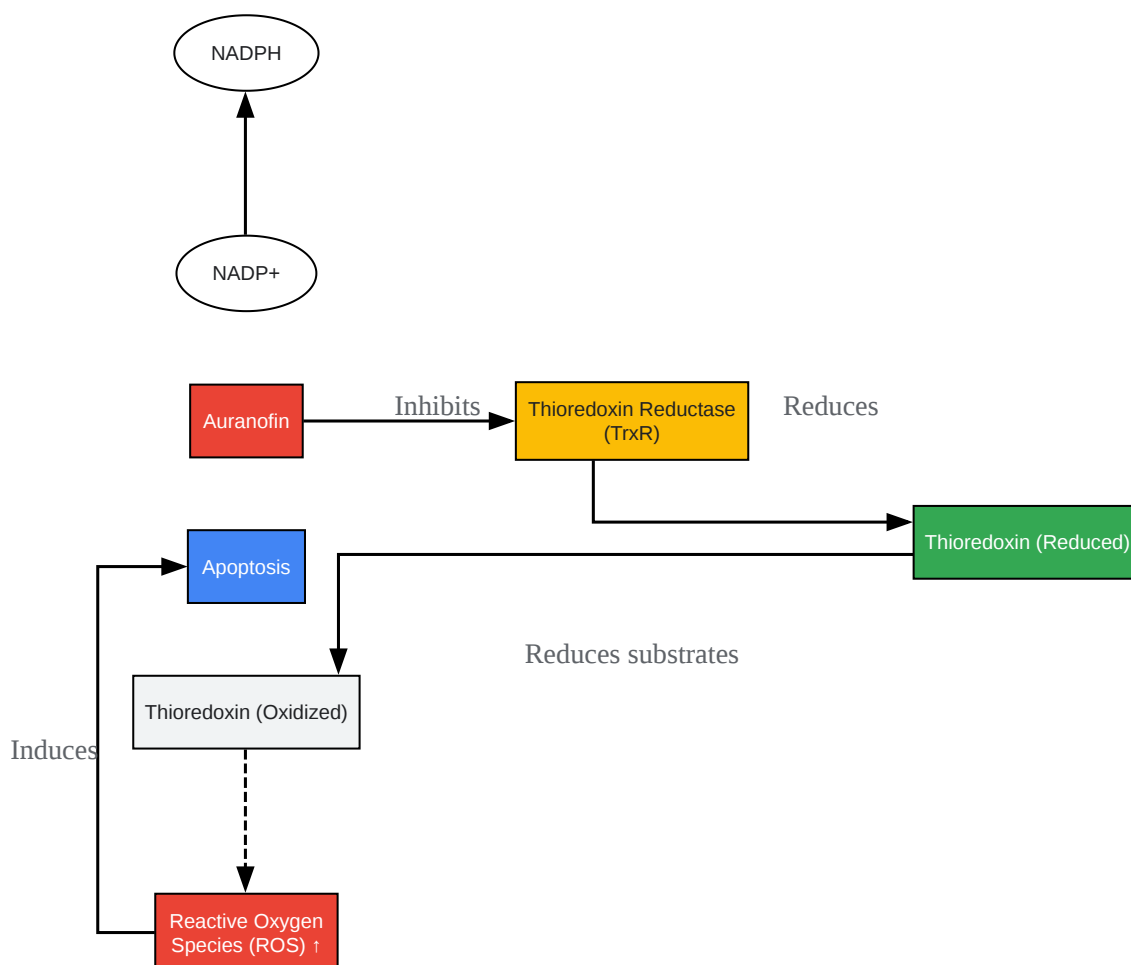 NADPH
NADP+
Auranofin
Inhibits
Thioredoxin Reductase
(TrxR)
Reduces
Thioredoxin (Reduced)
Apoptosis
Reduces substrates
Thioredoxin (Oxidized)
Induces
Reactive Oxygen
Species (ROS) ↑